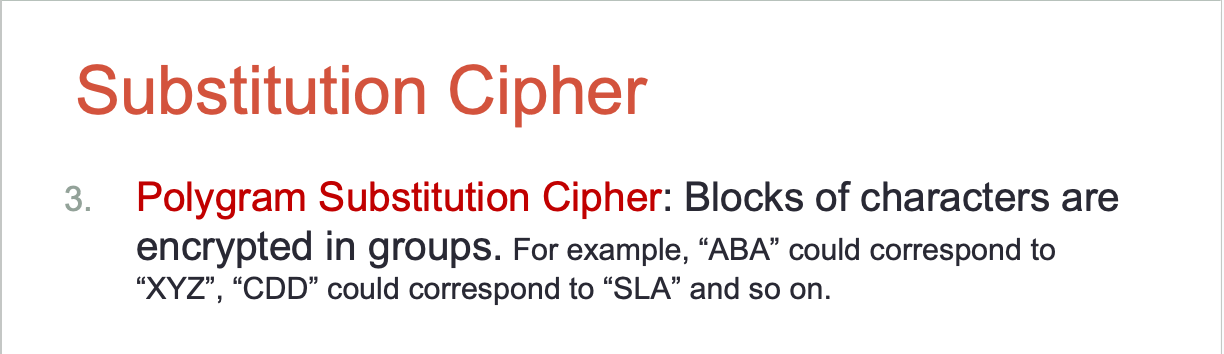 Substitution Cipher
3. Polygram Substitution Cipher: Blocks of characters are
encrypted in groups. For example, “ABA” could correspond to
“XYZ”, “CDD” could correspond to “SLA” and so on.